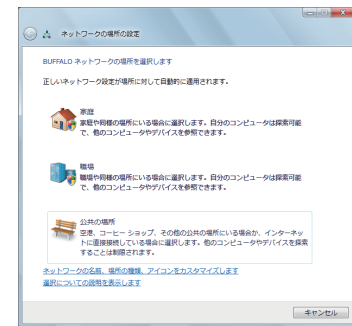 ネットワークの場所の設定
BUFFALO ネットワークの場所を選択します
正しいネットワーク設定が場所に対して自動的に適用されます。
家庭
家庭や同様の場所にいる場合に選択します。自分のコンピュータは探索可能
で、他のコンピュータやデバイスを参照できます。
職場
職場や同様の場所にいる場合に選択します。自分のコンピュータは探索可能
で、他のコンピュータやデバイスを参照できます。
公共の場所
空港、コーヒー ショップ、その他の公共の場所にいる場合か、インターネッ
トに直接接続している場合に選択します。他のコンピュータやデバイスを探索
することは制限されます。
ネットワークの名前、場所の種類、アイコンをカスタマイズします
選択についての説明を表示します
キャンセル